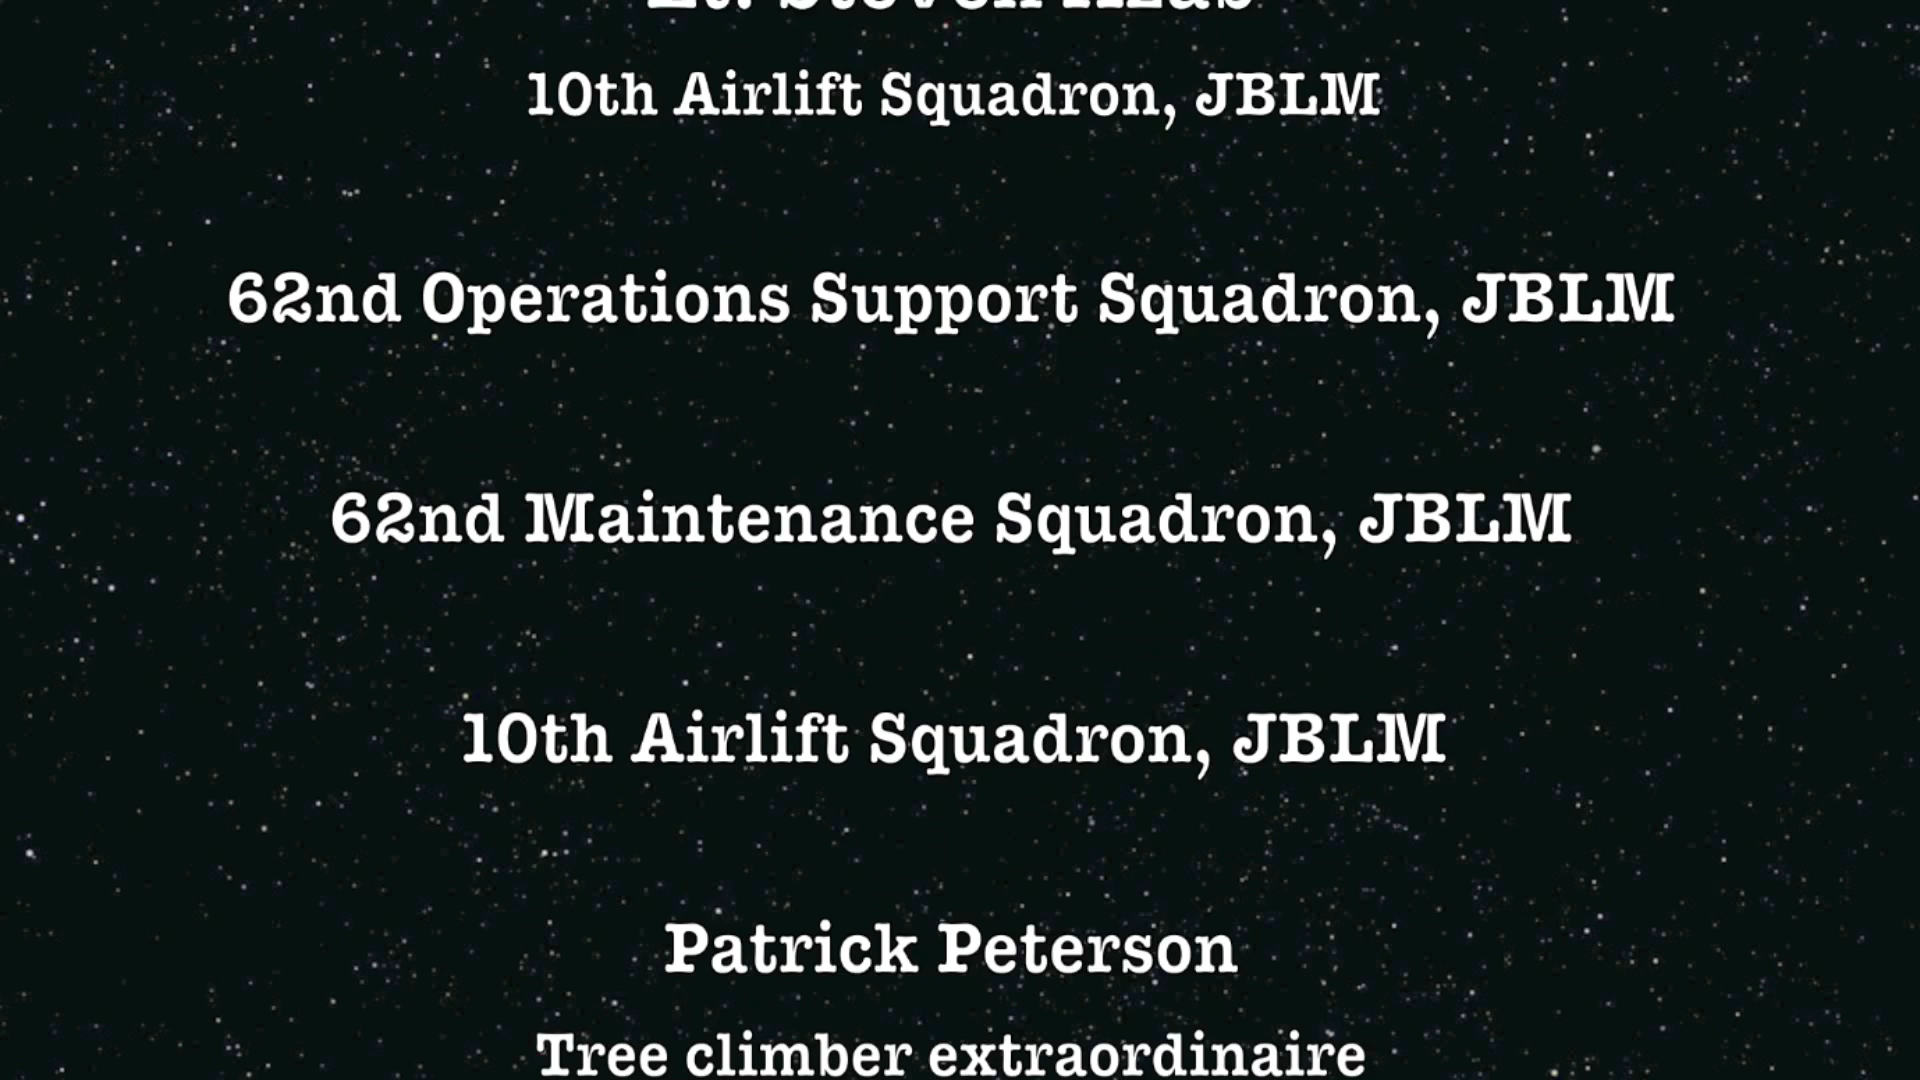 10th Airlift Squadron, JBLM
62nd Operations Support Squadron, JBLM
62nd Maintenance Squadron, JBLM
10th Airlift Squadron, JBLM
Patrick Peterson
Tree climber extraordinaire